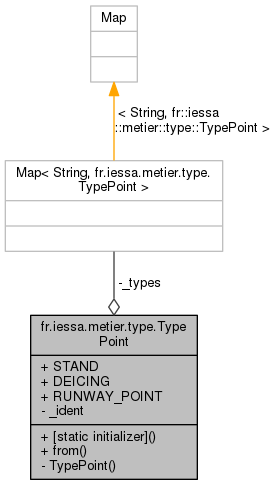 Map
< String, fr::iessa
::metier::type::TypePoint >
Map< String, fr.iessa.metier.type.
TypePoint >
-_types
fr.iessa.metier.type.Type
Point
+ STAND
+ DEICING
+ RUNWAY_POINT
- _ident
+ [static initializer]()
+ from()
- TypePoint()